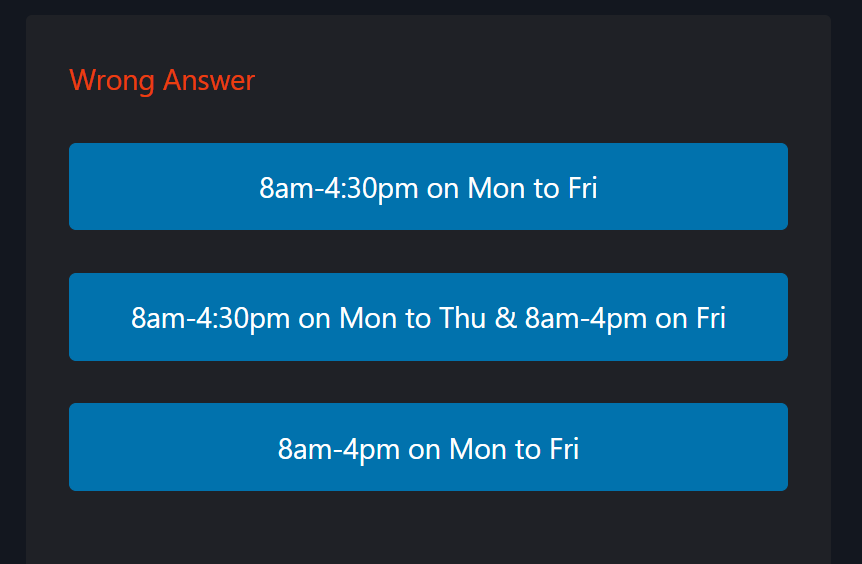 Wrong Answer
8am-4:30pm on Mon to Fri
8am-4:30pm on Mon to Thu & 8am-4pm on Fri
8am-4pm on Mon to Fri